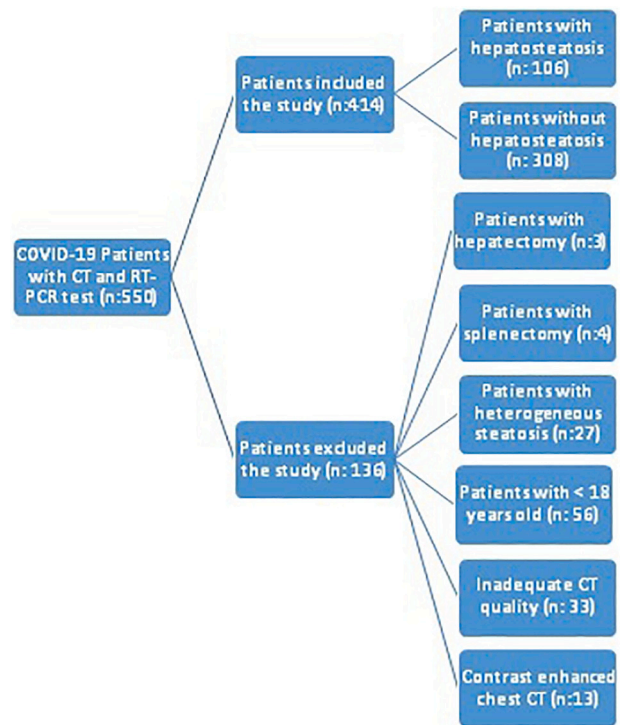 COVID-19 Patients
with CT and RT-
PCR test (n:550)
Patients included
the study (n:414)
Patients with
hepatosteatosis
(n: 106)
Patients without
hepatosteatosis
(n: 308)
Patients excluded
the study (n: 136)
Patients with
hepatectomy (n:3)
Patients with
splenectomy (n:4)
Patients with
heterogeneous
steatosis (n:27)
Patients with < 18
years old (n: 56)
Inadequate CT
quality (n: 33)
Contrast enhanced
chest CT (n:13)